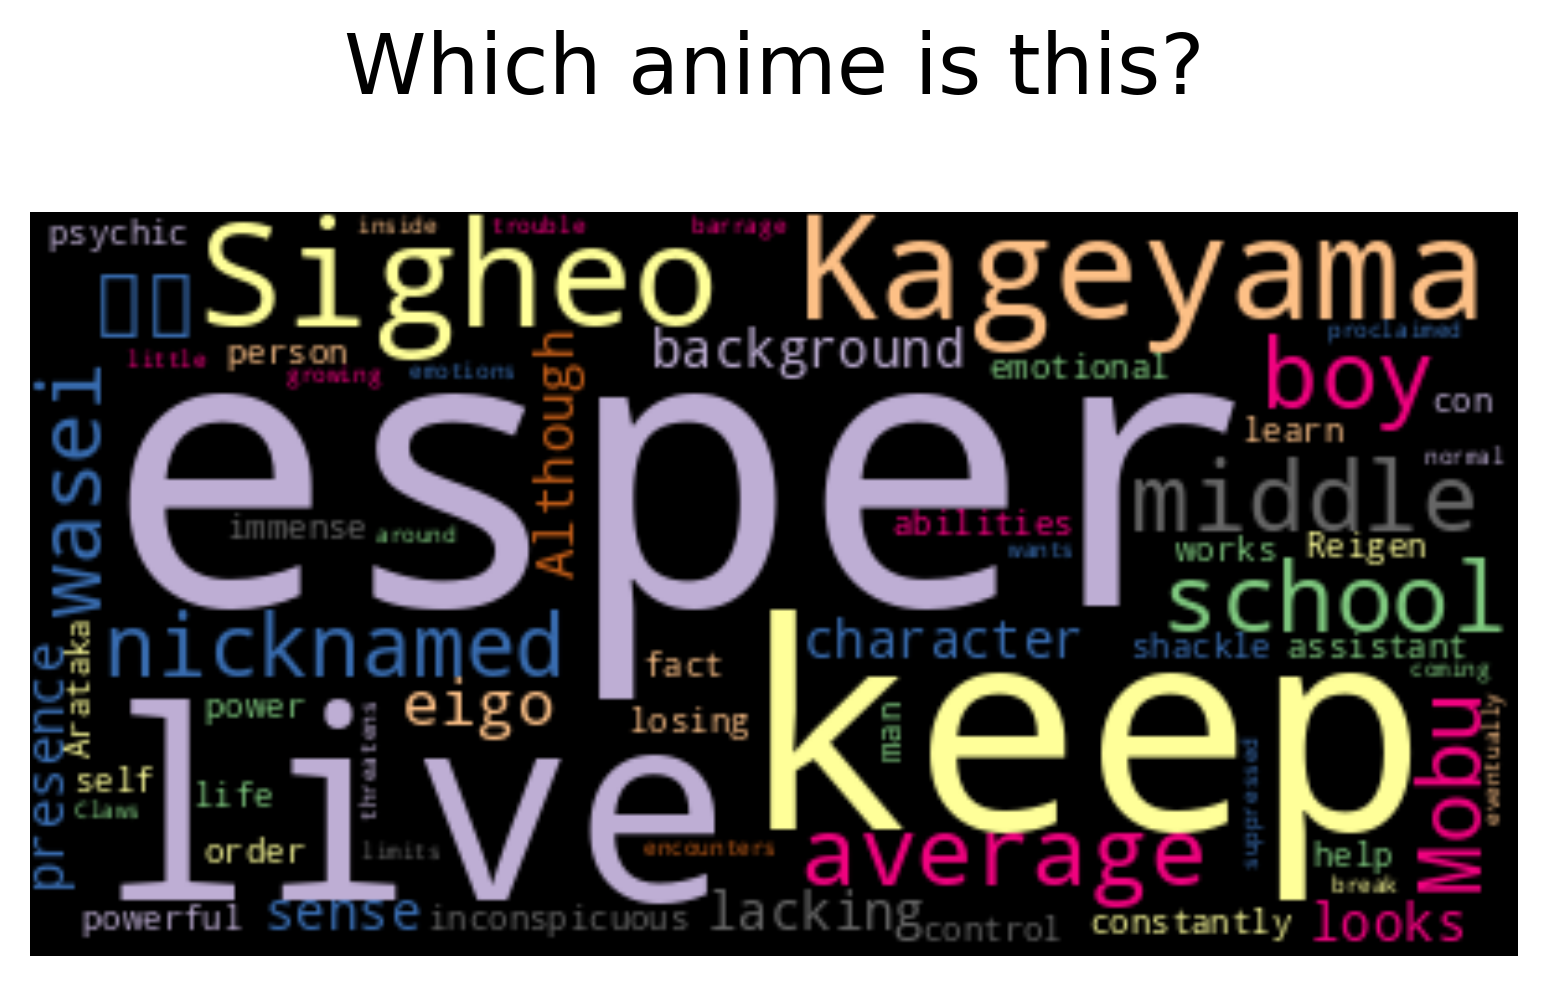 Which anime is this?
psychic
inside
trouble
barrage
Sigheo
Kageyama
proclaimed
little
person
growing
emotions
Although
background
emotional
boy
con
learn
normal
wasei
esper
middle
immense
around
abilities
wants
works
Reigen
school
nicknamed
fact
character
shackle
assistant
coming
presence
Arataka
power
threatens
eigo
losing
man
keep
Mobu
eventually
self
Claws
life
live
order
limits
encounters
average
suppressed
help
break
powerful
sense
inconspicuous
lacking
control
constantly
looks